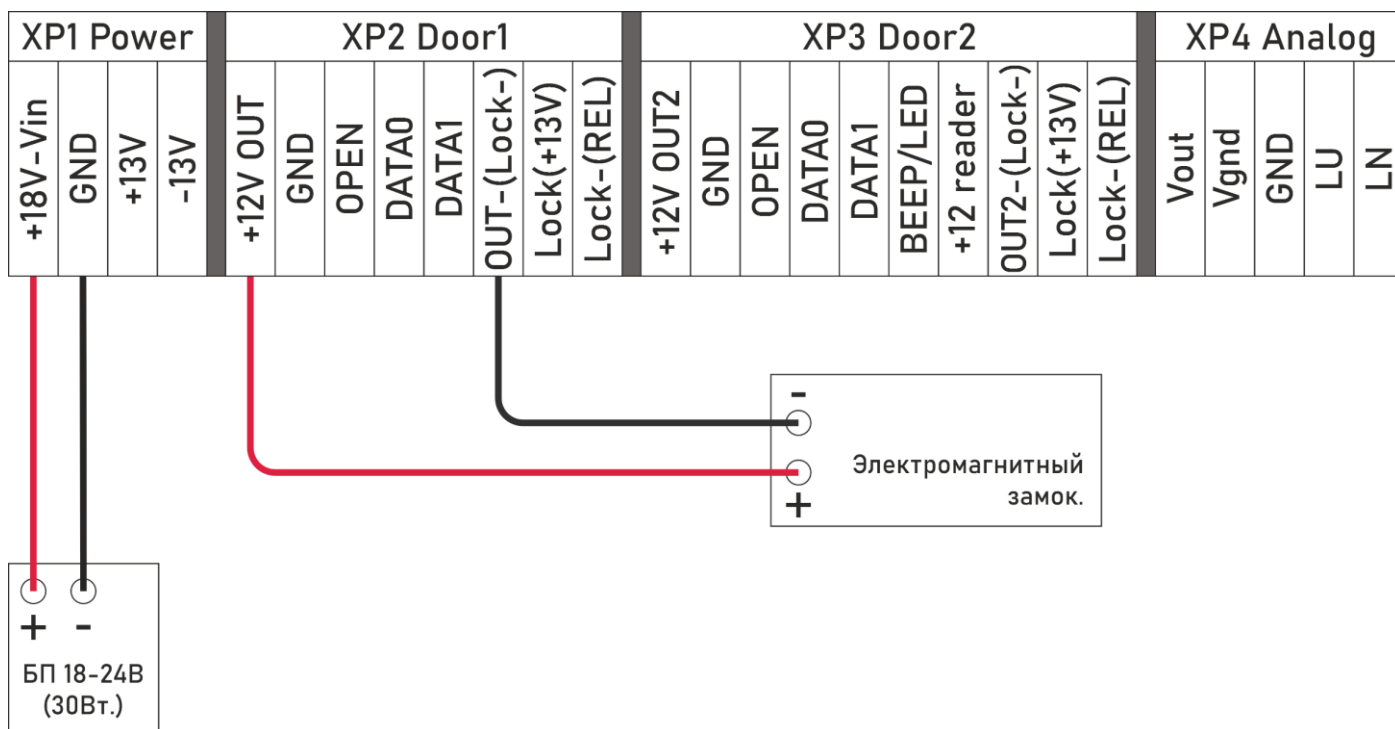 XP1 Power
XP2 Door1
XP3 Door2
XP4 Analog
+18V-Vin
GND
+13V
-13V
+12V OUT
GND
OPEN
DATA0
DATA1
OUT-(Lock-)
Lock(+13V)
Lock-(REL)
+12V OUT2
GND
OPEN
DATA0
DATA1
BEEP/LED
+12 reader
OUT2-(Lock-)
Lock(+13V)
Lock-(REL)
Vout
Vgnd
GND
LU
LN
-
Электромагнитный
замок.
+
+ -
БП 18-24В
(30Вт.)